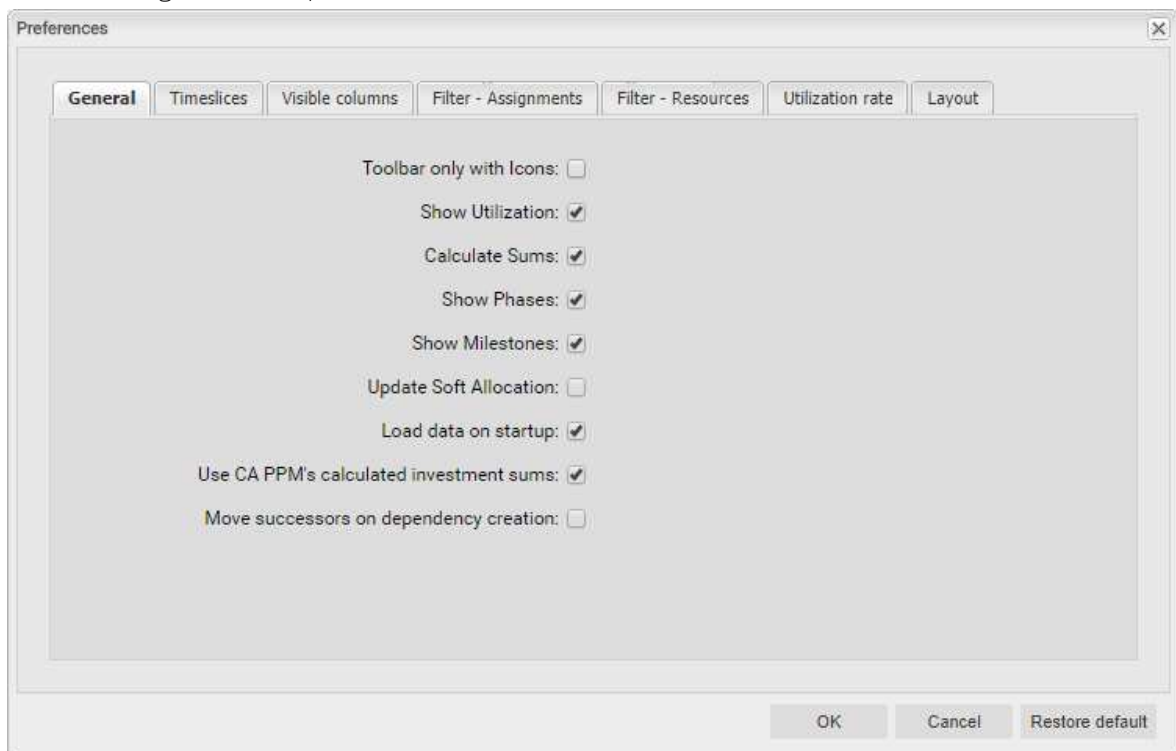 Preferences
General Timeslices Visible columns Filter - Assignments Filter - Resources Utilization rate Layout
Toolbar only with Icons:
Show Utilization:
Calculate Sums:
Show Phases:
Show Milestones:
Update Soft Allocation:
Load data on startup:
Use CA PPM's calculated investment sums:
Move successors on dependency creation:
OK Cancel Restore default